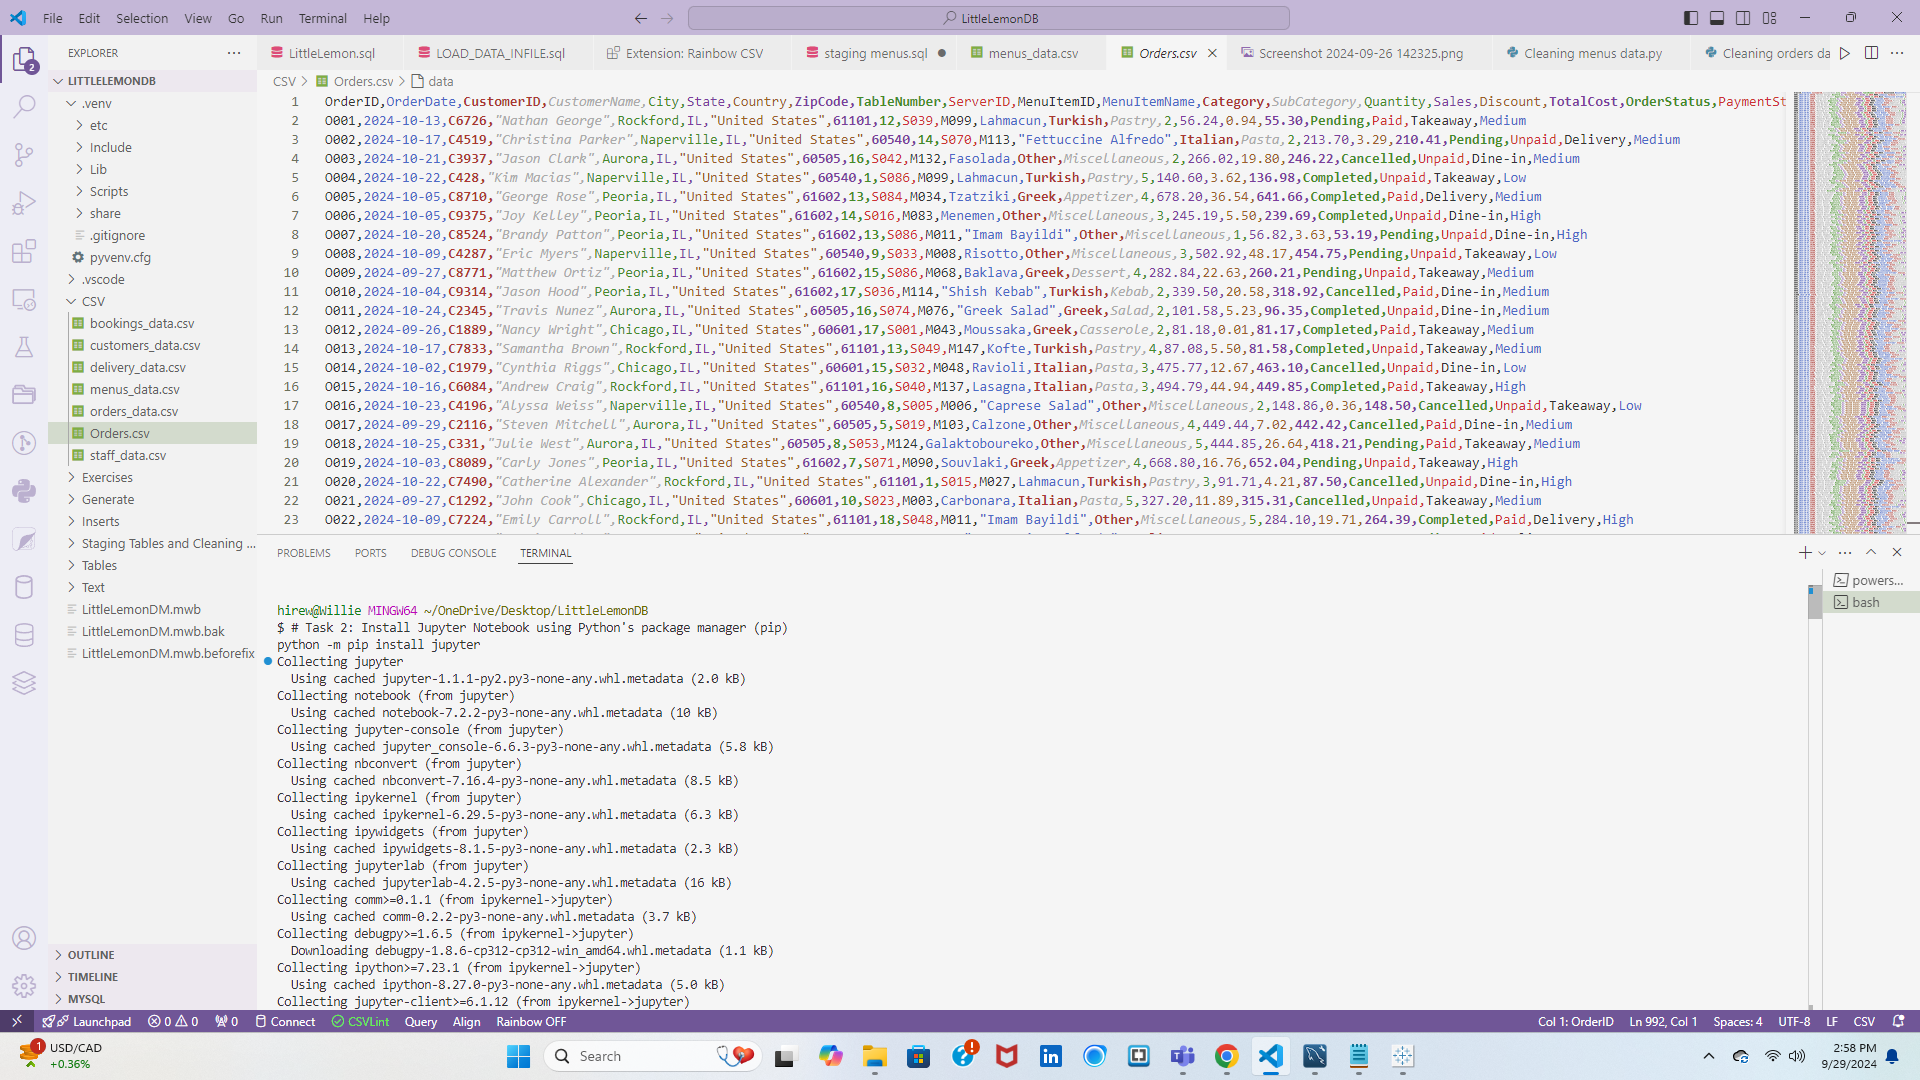 File Edit Selection View Go Run Terminal Help
LittleLemonDB
EXPLORER
LittleLemon.sql
LOAD_DATA_INFILE.sql
Extension: Rainbow CSV
staging menus.sql
menus_data.csv
Orders.csv
Screenshot 2024-09-26 142325.png
Cleaning menus data.py
Cleaning orders da
CSV > Orders.csv > data
2
LITTLELEMONDB
.venv
etc
Include
Lib
Scripts
share
.gitignore
pyvenv.cfg
.vscode
CSV
bookings_data.csv
customers_data.csv
delivery_data.csv
menus_data.csv
orders_data.csv
Orders.csv
staff_data.csv
Exercises
Generate
Inserts
Staging Tables and Cleaning ...
Tables
Text
LittleLemonDM.mwb
LittleLemonDM.mwb.bak
LittleLemonDM.mwb.beforefix
OUTLINE
TIMELINE
MYSQL
1 OrderID,OrderDate,CustomerID,CustomerName,City,State,Country,ZipCode,TableNumber,ServerID,MenuItemID,MenuItemName,Category,SubCategory,Quantity,Sales,Discount,TotalCost,OrderStatus,PaymentSt
2 O001,2024-10-13,C6726,"Nathan George",Rockford,IL,"United States",61101,12,S039,M099,Lahmacun,Turkish,Pastry,2,56.24,0.94,55.30,Pending,Paid,Takeaway,Medium
3 O002,2024-10-17,C4519,"Christina Parker",Naperville,IL,"United States",60540,14,S070,M113,"Fettuccine Alfredo",Italian,Pasta,2,213.70,3.29,210.41,Pending,Unpaid,Delivery,Medium
4 O003,2024-10-21,C3937,"Jason Clark",Aurora,IL,"United States",60505,16,S042,M132,Fasolada,Other,Miscellaneous,2,266.02,19.80,246.22,Cancelled,Unpaid,Dine-in,Medium
5 O004,2024-10-22,C428,"Kim Macias",Naperville,IL,"United States",60540,1,S086,M099,Lahmacun,Turkish,Pastry,5,140.60,3.62,136.98,Completed,Unpaid,Takeaway,Low
6 O005,2024-10-05,C8710,"George Rose",Peoria,IL,"United States",61602,13,S084,M034,Tzatziki,Greek,Appetizer,4,678.20,36.54,641.66,Completed,Paid,Delivery,Medium
7 O006,2024-10-05,C9375,"Joy Kelley",Peoria,IL,"United States",61602,14,S016,M083,Menemen,Other,Miscellaneous,3,245.19,5.50,239.69,Completed,Unpaid,Dine-in,High
8 O007,2024-10-20,C8524,"Brandy Patton",Peoria,IL,"United States",61602,13,S086,M011,"Imam Bayildi",Other,Miscellaneous,1,56.82,3.63,53.19,Pending,Unpaid,Dine-in,High
9 O008,2024-10-09,C4287,"Eric Myers",Naperville,IL,"United States",60540,9,S033,M008,Risotto,Other,Miscellaneous,3,502.92,48.17,454.75,Pending,Unpaid,Takeaway,Low
10 O009,2024-09-27,C8771,"Matthew Ortiz",Peoria,IL,"United States",61602,15,S086,M068,Baklava,Greek,Dessert,4,282.84,22.63,260.21,Pending,Unpaid,Takeaway,Medium
11 O010,2024-10-04,C9314,"Jason Hood",Peoria,IL,"United States",61602,17,S036,M114,"Shish Kebab",Turkish,Kebab,2,339.50,20.58,318.92,Cancelled,Paid,Dine-in,Medium
12 O011,2024-10-24,C2345,"Travis Nunez",Aurora,IL,"United States",60505,16,S074,M076,"Greek Salad",Greek,Salad,2,101.58,5.23,96.35,Completed,Unpaid,Dine-in,Medium
13 O012,2024-09-26,C1889,"Nancy Wright",Chicago,IL,"United States",60601,17,S001,M043,Moussaka,Greek,Casserole,2,81.18,0.01,81.17,Completed,Paid,Takeaway,Medium
14 O013,2024-10-17,C7833,"Samantha Brown",Rockford,IL,"United States",61101,13,S049,M147,Kofte,Turkish,Pastry,4,87.08,5.50,81.58,Completed,Unpaid,Takeaway,Medium
15 O014,2024-10-02,C1979,"Cynthia Riggs",Chicago,IL,"United States",60601,15,S032,M048,Ravioli,Italian,Pasta,3,475.77,12.67,463.10,Cancelled,Unpaid,Dine-in,Low
16 O015,2024-10-16,C6084,"Andrew Craig",Rockford,IL,"United States",61101,16,S040,M137,Lasagna,Italian,Pasta,3,494.79,44.94,449.85,Completed,Paid,Takeaway,High
17 O016,2024-10-23,C4196,"Alyssa Weiss",Naperville,IL,"United States",60540,8,S005,M006,"Caprese Salad",Other,Miscellaneous,2,148.86,0.36,148.50,Cancelled,Unpaid,Takeaway,Low
18 O017,2024-09-29,C2116,"Steven Mitchell",Aurora,IL,"United States",60505,5,S019,M103,Calzone,Other,Miscellaneous,4,449.44,7.02,442.42,Cancelled,Paid,Dine-in,Medium
19 O018,2024-10-25,C331,"Julie West",Aurora,IL,"United States",60505,8,S053,M124,Galaktoboureko,Other,Miscellaneous,5,444.85,26.64,418.21,Pending,Paid,Takeaway,Medium
20 O019,2024-10-03,C8089,"Carly Jones",Peoria,IL,"United States",61602,7,S071,M090,Souvlaki,Greek,Appetizer,4,668.80,16.76,652.04,Pending,Unpaid,Takeaway,High
21 O020,2024-10-22,C7490,"Catherine Alexander",Rockford,IL,"United States",61101,1,S015,M027,Lahmacun,Turkish,Pastry,3,91.71,4.21,87.50,Cancelled,Unpaid,Dine-in,High
22 O021,2024-09-27,C1292,"John Cook",Chicago,IL,"United States",60601,10,S023,M003,Carbonara,Italian,Pasta,5,327.20,11.89,315.31,Cancelled,Unpaid,Takeaway,Medium
23 O022,2024-10-09,C7224,"Emily Carroll",Rockford,IL,"United States",61101,18,S048,M011,"Imam Bayildi",Other,Miscellaneous,5,284.10,19.71,264.39,Completed,Paid,Delivery,High
PROBLEMS PORTS DEBUG CONSOLE TERMINAL
powers...
bash
hirew@Willie MINGW64 ~/OneDrive/Desktop/LittleLemonDB
$ # Task 2: Install Jupyter Notebook using Python's package manager (pip)
python -m pip install jupyter
Collecting jupyter
Using cached jupyter-1.1.1-py2.py3-none-any.whl.metadata (2.0 kB)
Collecting notebook (from jupyter)
Using cached notebook-7.2.2-py3-none-any.whl.metadata (10 kB)
Collecting jupyter-console (from jupyter)
Using cached jupyter_console-6.6.3-py3-none-any.whl.metadata (5.8 kB)
Collecting nbconvert (from jupyter)
Using cached nbconvert-7.16.4-py3-none-any.whl.metadata (8.5 kB)
Collecting ipykernel (from jupyter)
Using cached ipykernel-6.29.5-py3-none-any.whl.metadata (6.3 kB)
Collecting ipywidgets (from jupyter)
Using cached ipywidgets-8.1.5-py3-none-any.whl.metadata (2.3 kB)
Collecting jupyterlab (from jupyter)
Using cached jupyterlab-4.2.5-py3-none-any.whl.metadata (16 kB)
Collecting comm>=0.1.1 (from ipykernel->jupyter)
Using cached comm-0.2.2-py3-none-any.whl.metadata (3.7 kB)
Collecting debugpy>=1.6.5 (from ipykernel->jupyter)
Downloading debugpy-1.8.6-cp312-cp312-win_amd64.whl.metadata (1.1 kB)
Collecting ipython>=7.23.1 (from ipykernel->jupyter)
Using cached ipython-8.27.0-py3-none-any.whl.metadata (5.0 kB)
Collecting jupyter-client>=6.1.12 (from ipykernel->jupyter)
Launchpad 0 0 0 Connect CSVLint Query Align Rainbow OFF
Col 1: OrderID Ln 992, Col 1 Spaces: 4 UTF-8 LF CSV
1
USD/CAD
+0.36%
Search
2:58 PM
9/29/2024